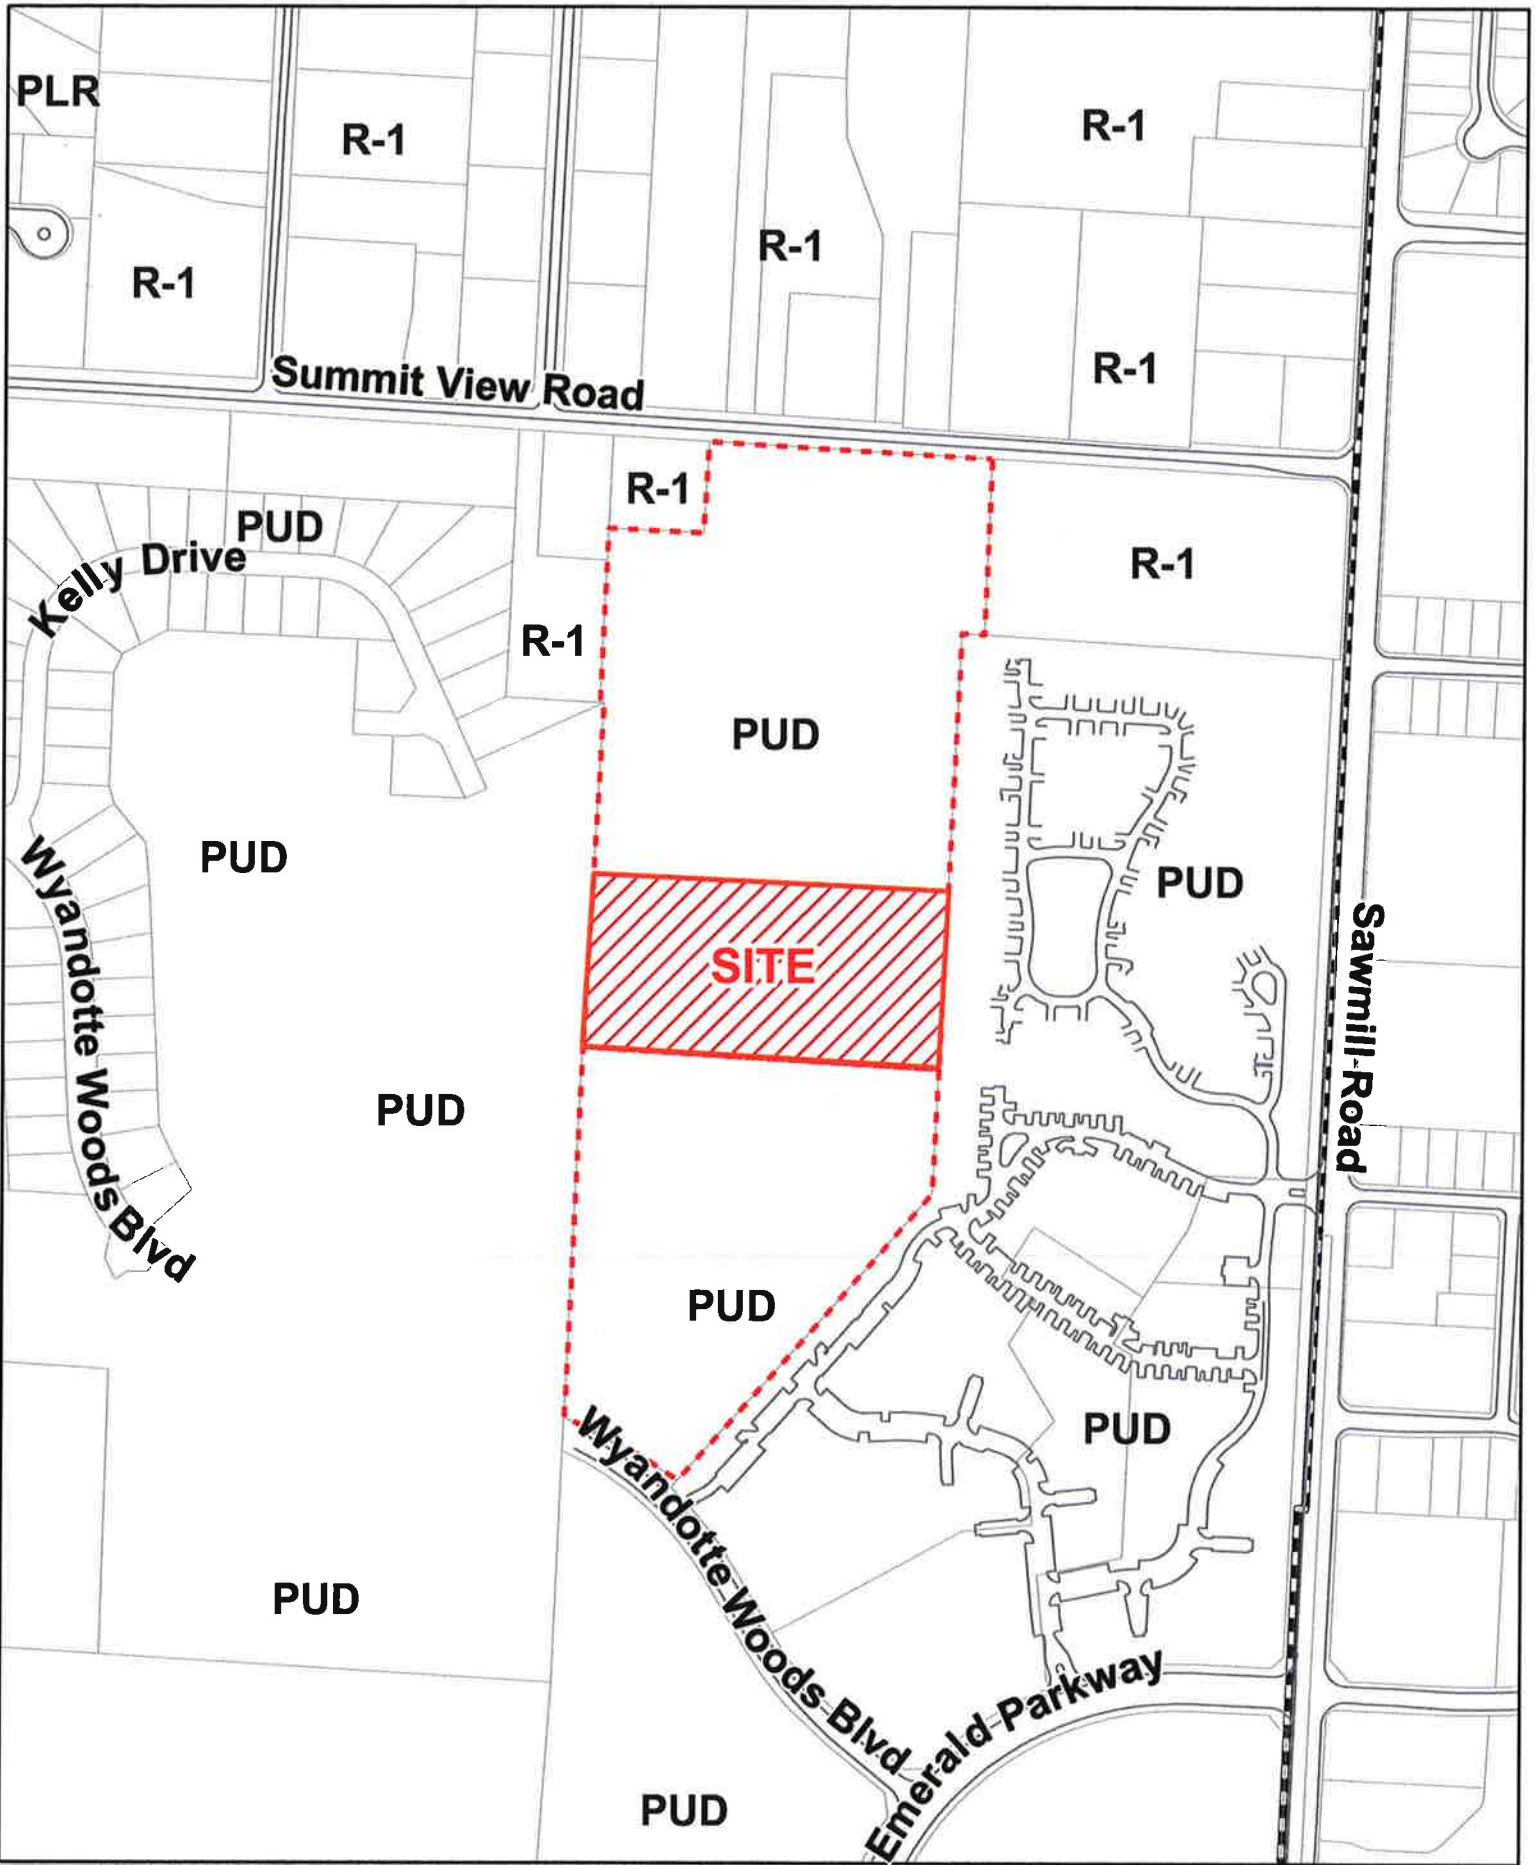 PLR
R-1
R-1
R-1
R-1
R-1
Summit View Road
R-1
PUD
Kelly Drive
R-1
R-1
PUD
PUD
PUD
Wyandotte Woods Blvd
SITE
Sawmill Road
PUD
PUD
PUD
Wyandotte Woods Blvd
PUD
Emerald Parkway
PUD